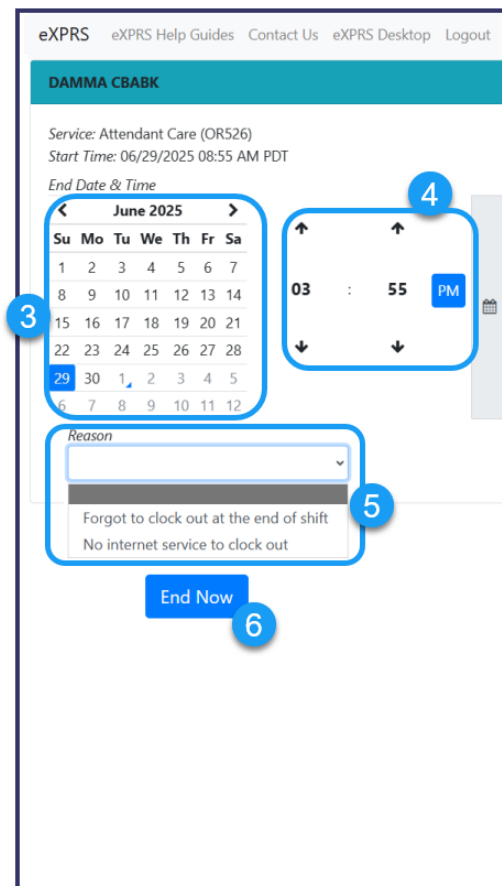 eXPRS eXPRS Help Guides Contact Us eXPRS Desktop Logout
DAMMA CBABK
Service: Attendant Care (OR526)
Start Time: 06/29/2025 08:55 AM PDT
End Date & Time
4
June 2025
Su Mo Tu We Th Fr Sa
1 2 3 4 5 6 7
8 9 10 11 12 13 14
15 16 17 18 19 20 21
22 23 24 25 26 27 28
29 30 1 2 3 4 5
6 7 8 9 10 11 12
3
03 : 55 PM
Reason
Forgot to clock out at the end of shift
No internet service to clock out
5
End Now
6